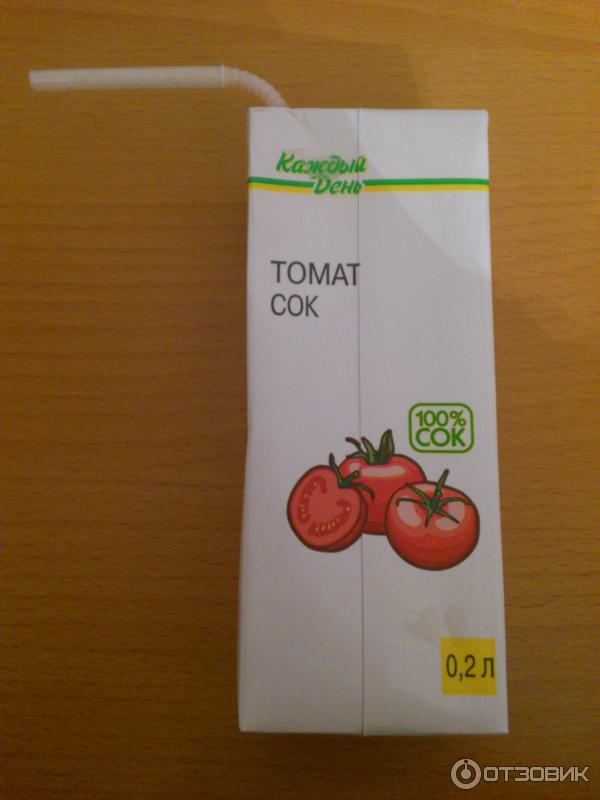 Каждый
День
ТОМАТ
СОК
100%
СОК
0,2 Л
ОТЗОВИК